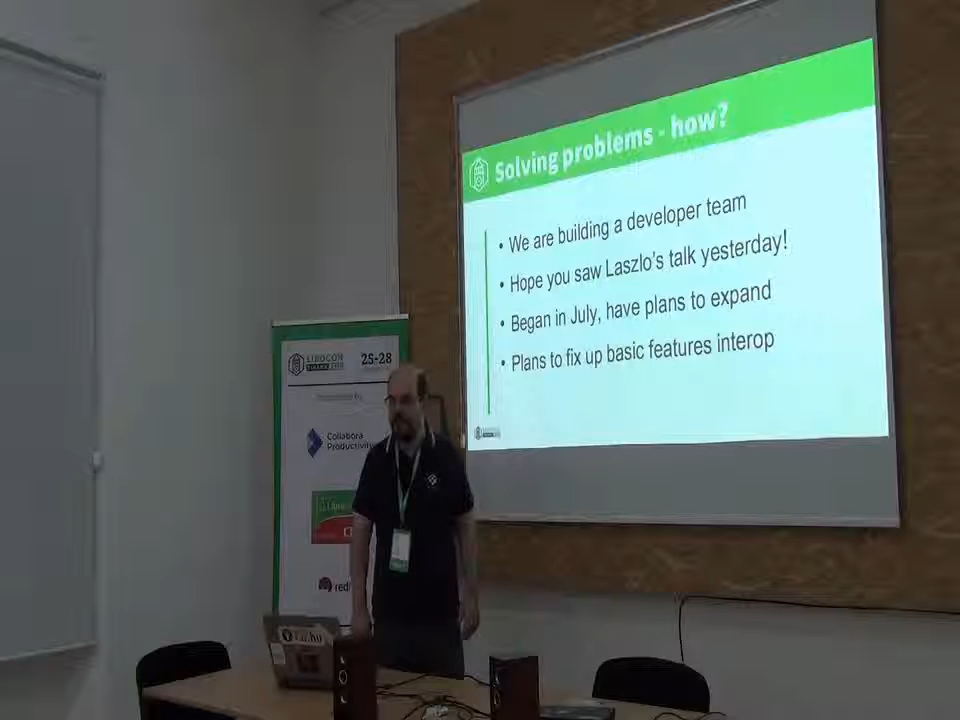 Solving problems - how?
• We are building a developer team
• Hope you saw Laszlo's talk yesterday!
• Began in July, have plans to expand
• Plans to fix up basic features interop
LIBOCON
25-28
Collabora
Productivity